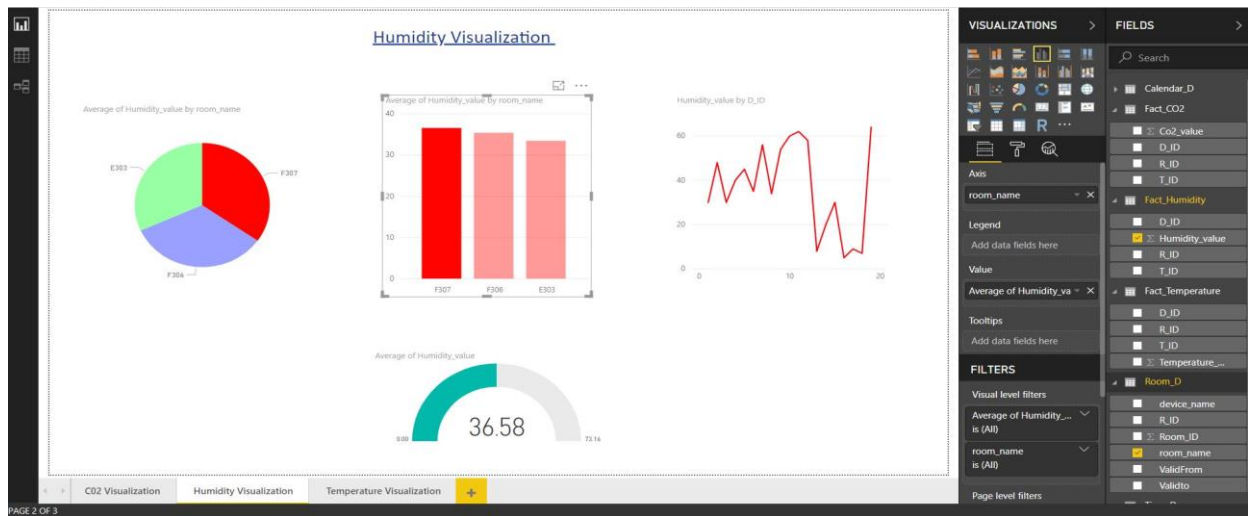 Humidity Visualization
Average of Humidity_value by room_name
E303
F307
F306
Average of Humidity_value by room_name
40
30
20
10
0
F307
F306
E303
Humidity_value by D_ID
60
40
20
0
0
10
20
Average of Humidity_value
36.58
0.00
73.16
C02 Visualization
Humidity Visualization
Temperature Visualization
+
PAGE 2 OF 3
VISUALIZATIONS >
R ...
Axis
room_name
Legend
Add data fields here
Value
Average of Humidity_va
Tooltips
Add data fields here
FILTERS
Visual level filters
Average of Humidity_...
is (All)
room_name
is (All)
Page level filters
FIELDS >
Search
Calendar_D
Fact_CO2
Σ Co2_value
D_ID
R_ID
T_ID
Fact_Humidity
D_ID
Σ Humidity_value
R_ID
T_ID
Fact_Temperature
D_ID
R_ID
T_ID
Σ Temperature_...
Room_D
device_name
R_ID
Σ Room_ID
room_name
ValidFrom
Validto